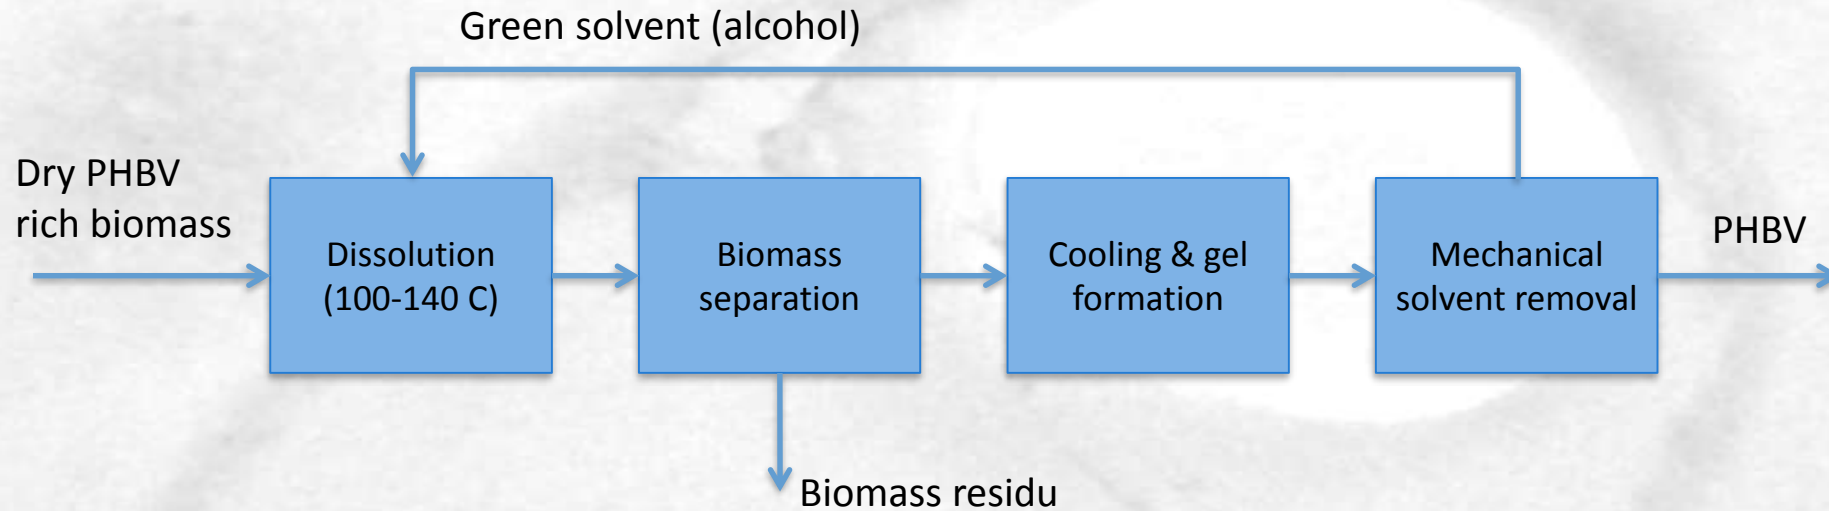 Green solvent (alcohol)
Dry PHBV
rich biomass
Dissolution
(100-140 C)
Biomass
separation
Cooling & gel
formation
Mechanical
solvent removal
PHBV
Biomass residu